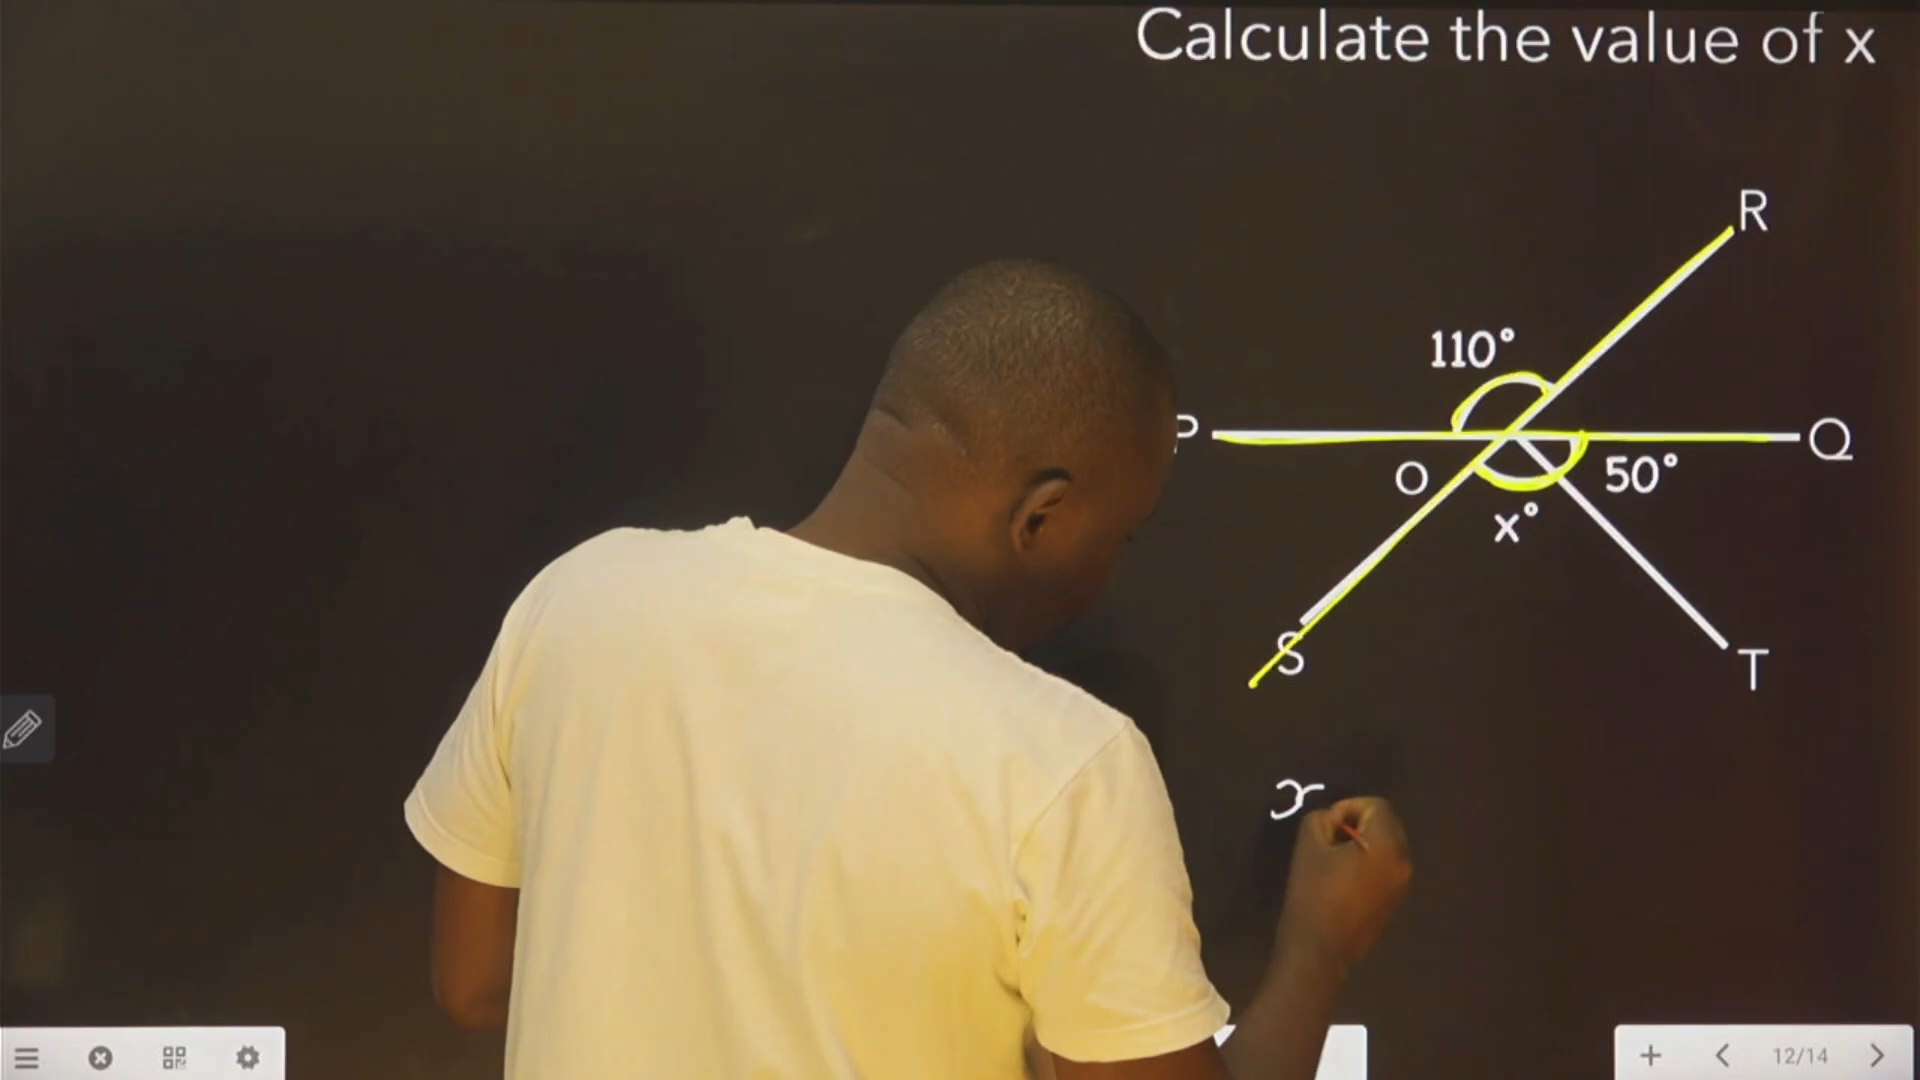 Calculate the value of x
R
110°
P
Q
O
50°
x°
S
T
x
12/14